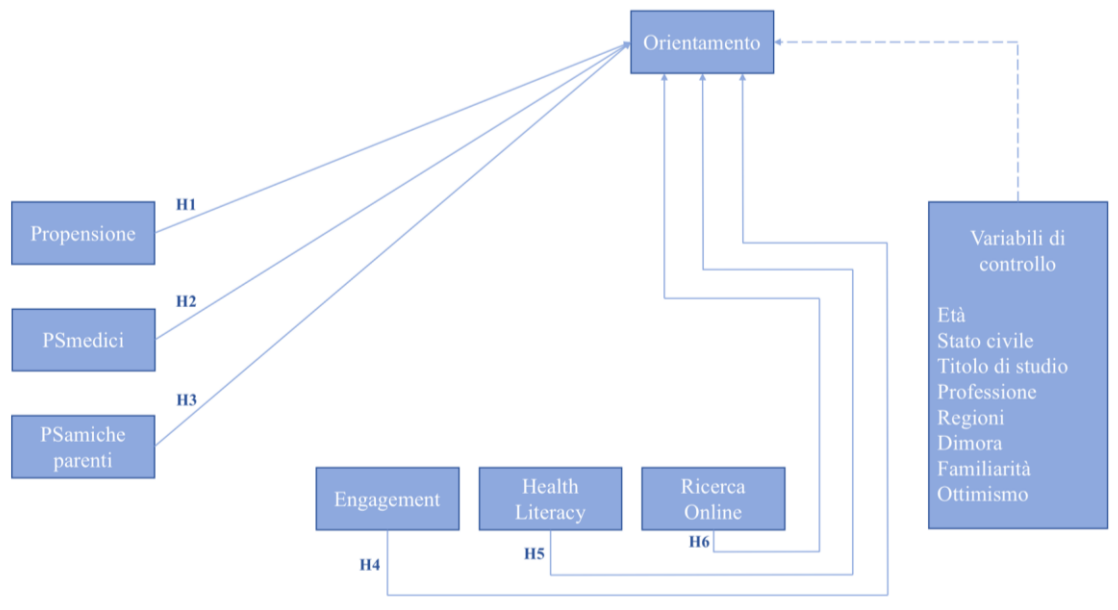 Orientamento
H1
Propensione
H2
PSmedici
H3
PSamiche
parenti
Engagement
H4
Health
Literacy
H5
Ricerca
Online
H6
Variabili di
controllo
Età
Stato civile
Titolo di studio
Professione
Regioni
Dimora
Familiarità
Ottimismo